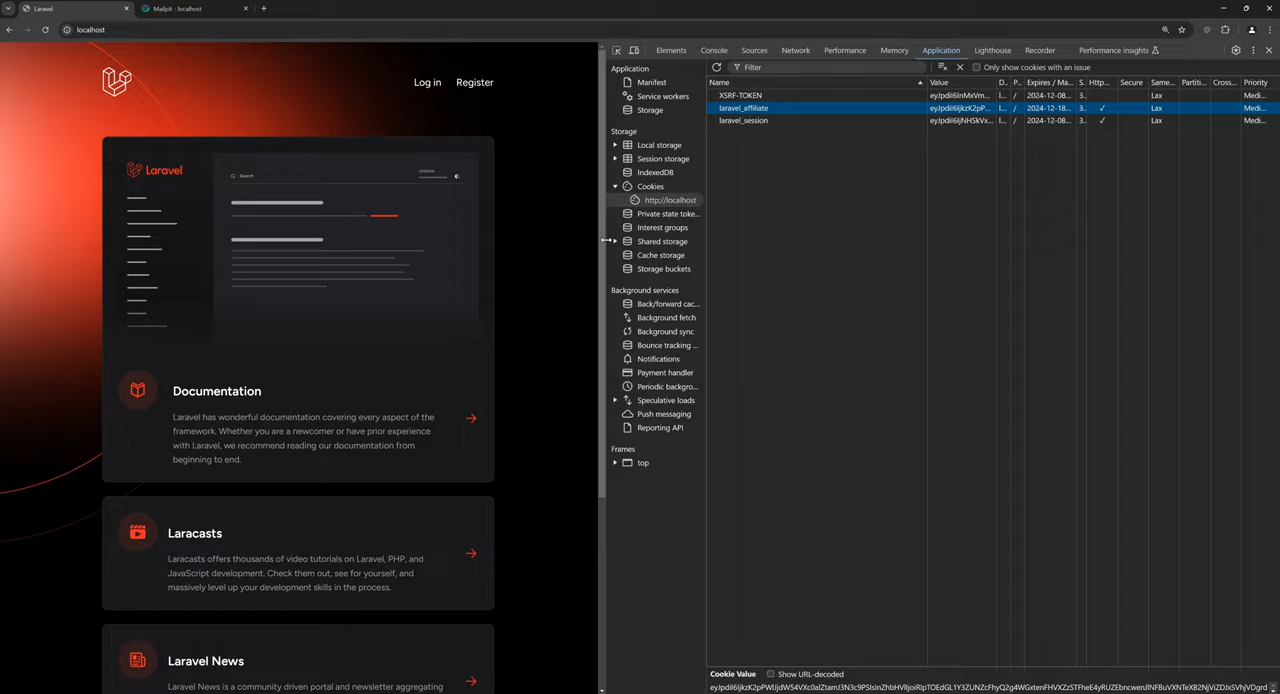 Laravel
Mailpit - localhost
localhost
Log in
Register
Laravel
Search
Documentation
Laravel has wonderful documentation covering every aspect of the
framework. Whether you are a newcomer or have prior experience
with Laravel, we recommend reading our documentation from
beginning to end.
Laracasts
Laracasts offers thousands of video tutorials on Laravel, PHP, and
JavaScript development. Check them out, see for yourself, and
massively level up your development skills in the process.
Laravel News
Laravel News is a community driven portal and newsletter aggregating
Elements Console Sources Network Performance Memory Application Lighthouse Recorder Performance insights
Application
Manifest
Service workers
Storage
Storage
Local storage
Session storage
IndexedDB
Cookies
http://localhost
Private state toke...
Interest groups
Shared storage
Cache storage
Storage buckets
Background services
Back/forward cac...
Background fetch
Background sync
Bounce tracking ...
Notifications
Payment handler
Periodic backgro...
Speculative loads
Push messaging
Reporting API
Frames
top
Filter
Only show cookies with an issue
Name Value D.. P.. Expires / Ma... S. Http... Secure Same... Partiti... Cross... Priority
XSRF-TOKEN / 2024-12-08... 3.. Lax Medi...
laravel_affiliate / 2024-12-18... 3.. ✓ Lax Medi...
laravel_session / 2024-12-08... 3.. ✓ Lax Medi...
Cookie Value Show URL-decoded